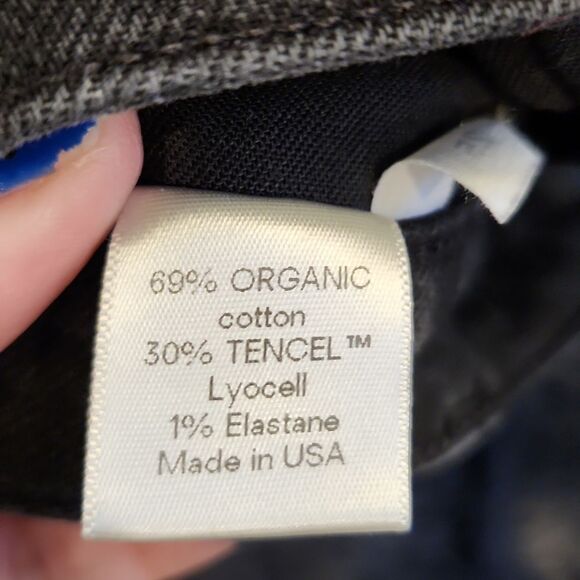 69% ORGANIC
cotton
30% TENCEL™
Lyocell
1% Elastane
Made in USA